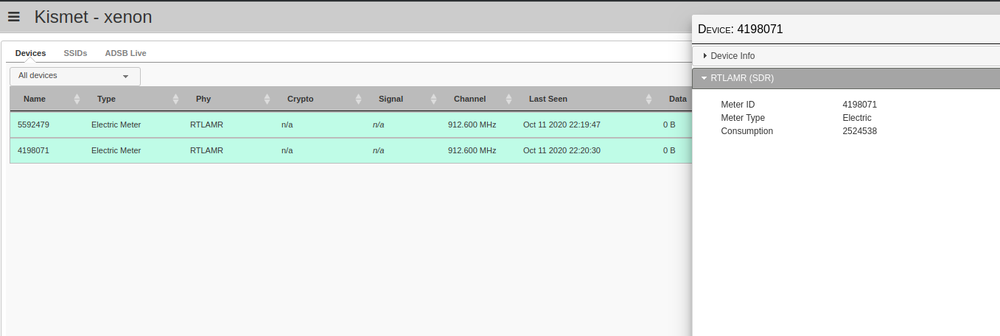 Kismet - xenon
Devices SSIDs ADSB Live
All devices
Name Type Phy Crypto Signal Channel Last Seen Data
5592479 Electric Meter RTLAMR n/a n/a 912.600 MHz Oct 11 2020 22:19:47 0 B
4198071 Electric Meter RTLAMR n/a n/a 912.600 MHz Oct 11 2020 22:20:30 0 B
Device: 4198071
Device Info
RTLAMR (SDR)
Meter ID 4198071
Meter Type Electric
Consumption 2524538